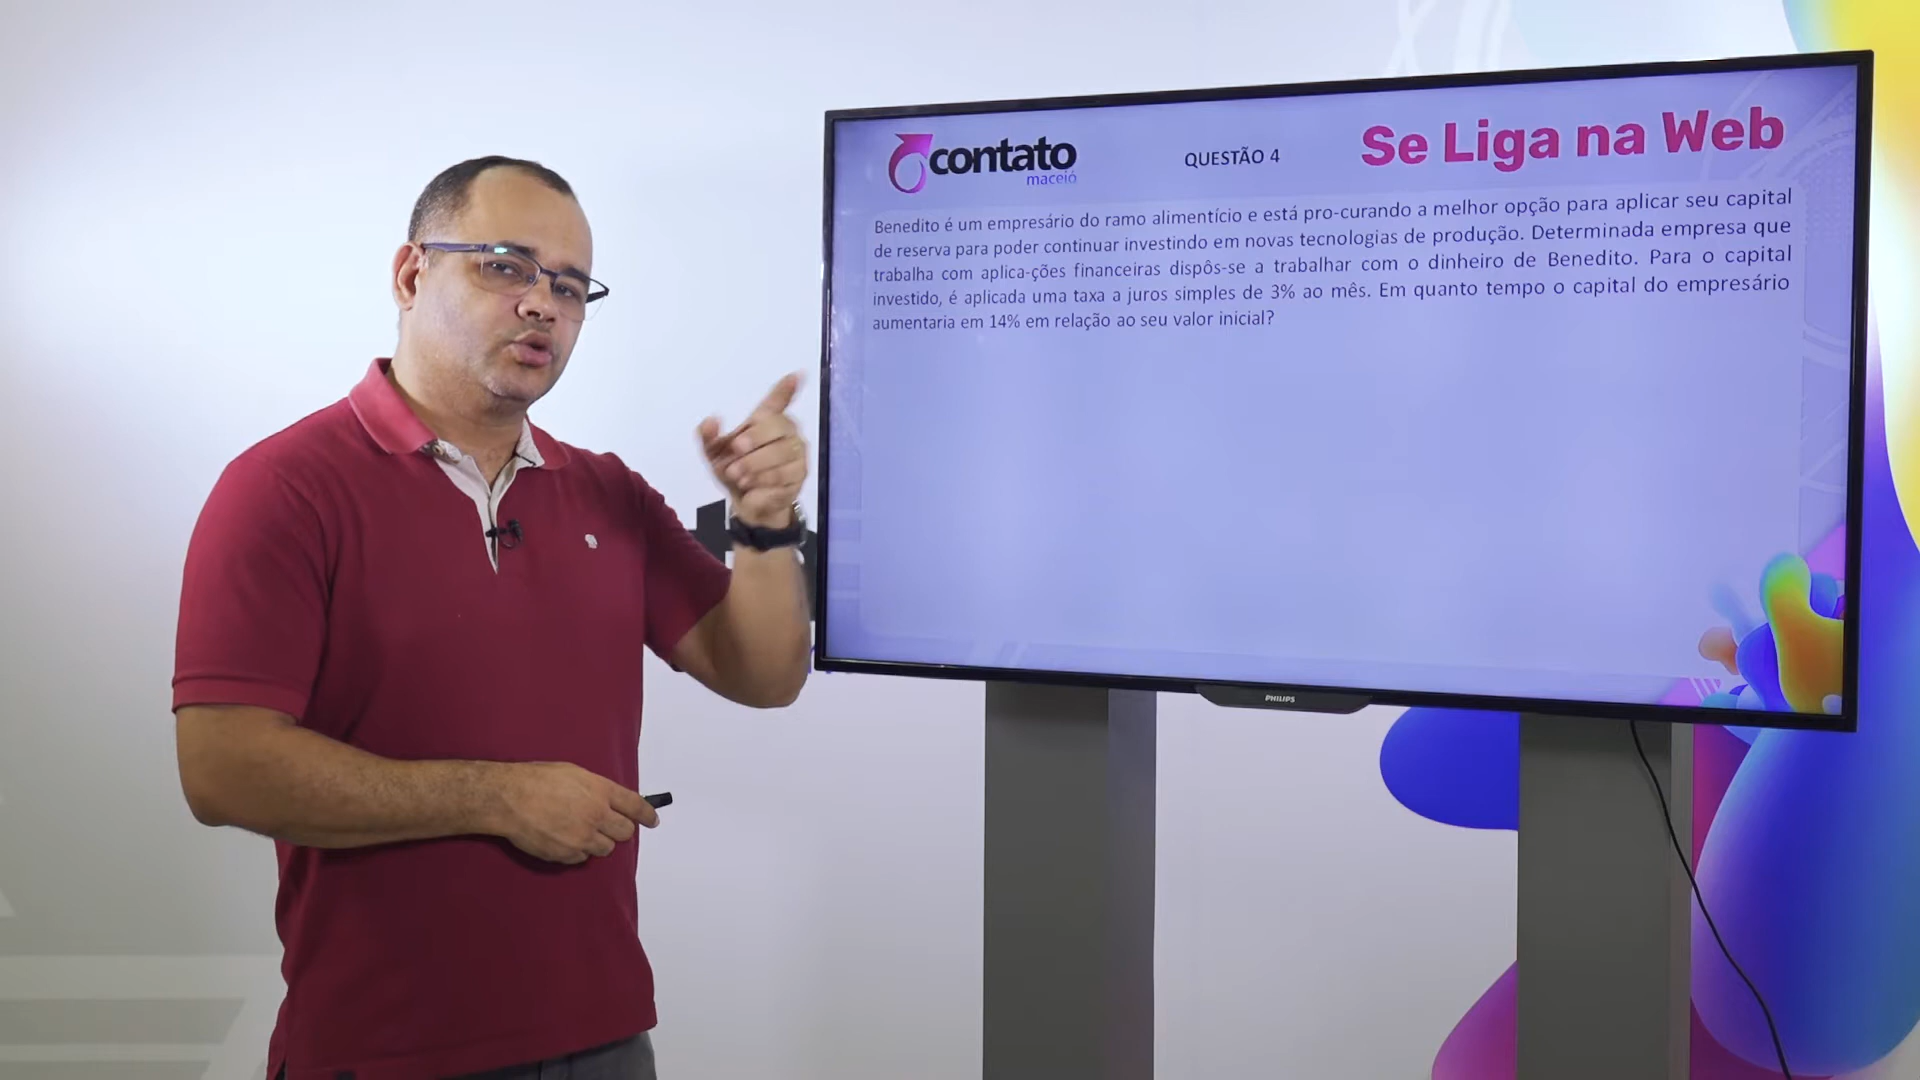 contato
maceió
QUESTÃO 4
Se Liga na Web
Benedito é um empresário do ramo alimentício e está pro-curando a melhor opção para aplicar seu capital
de reserva para poder continuar investindo em novas tecnologias de produção. Determinada empresa que
trabalha com aplica-ções financeiras dispôs-se a trabalhar com o dinheiro de Benedito. Para o capital
investido, é aplicada uma taxa a juros simples de 3% ao mês. Em quanto tempo o capital do empresário
aumentaria em 14% em relação ao seu valor inicial?
PHILIPS